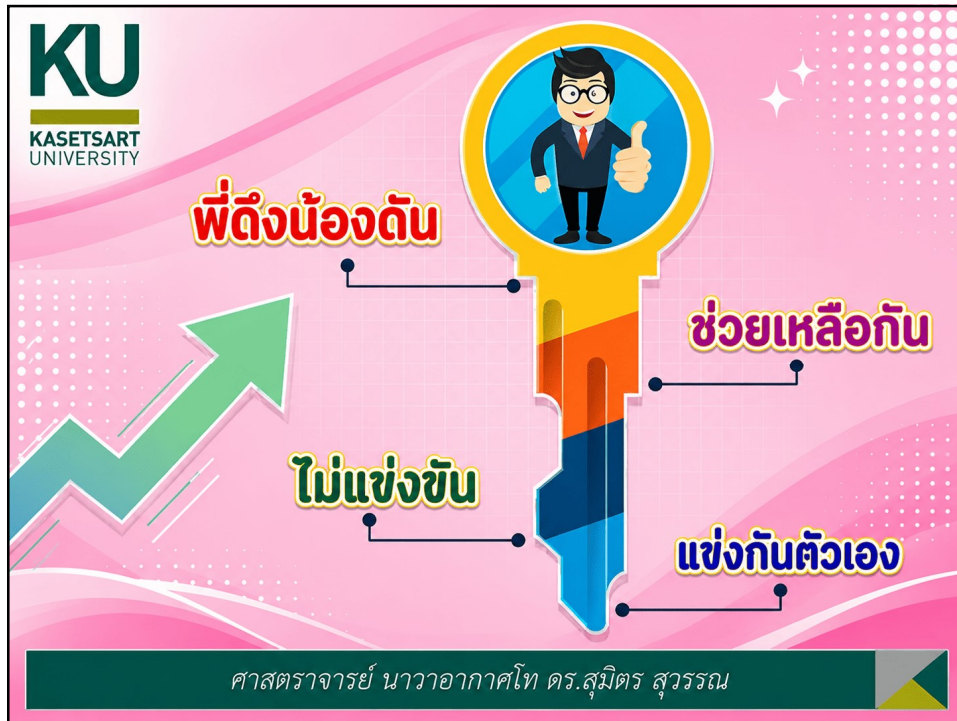 KU
KASETSART
UNIVERSITY
พี่ดึงน้องดัน
ช่วยเหลือกัน
ไม่แข่งขัน
แข่งกันตัวเอง
ศาสตราจารย์ นาวาอากาศโท ดร.สุมิตร สุวรรณ